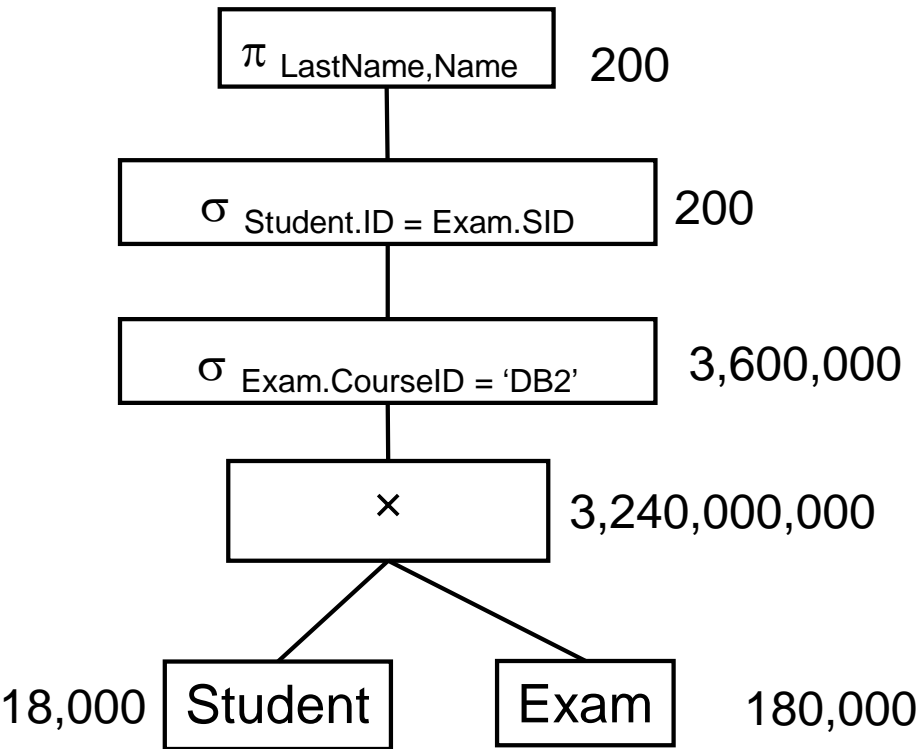 π LastName,Name 200
σ Student.ID = Exam.SID 200
σ Exam.CourseID = ‘DB2’ 3,600,000
× 3,240,000,000
18,000 Student Exam 180,000